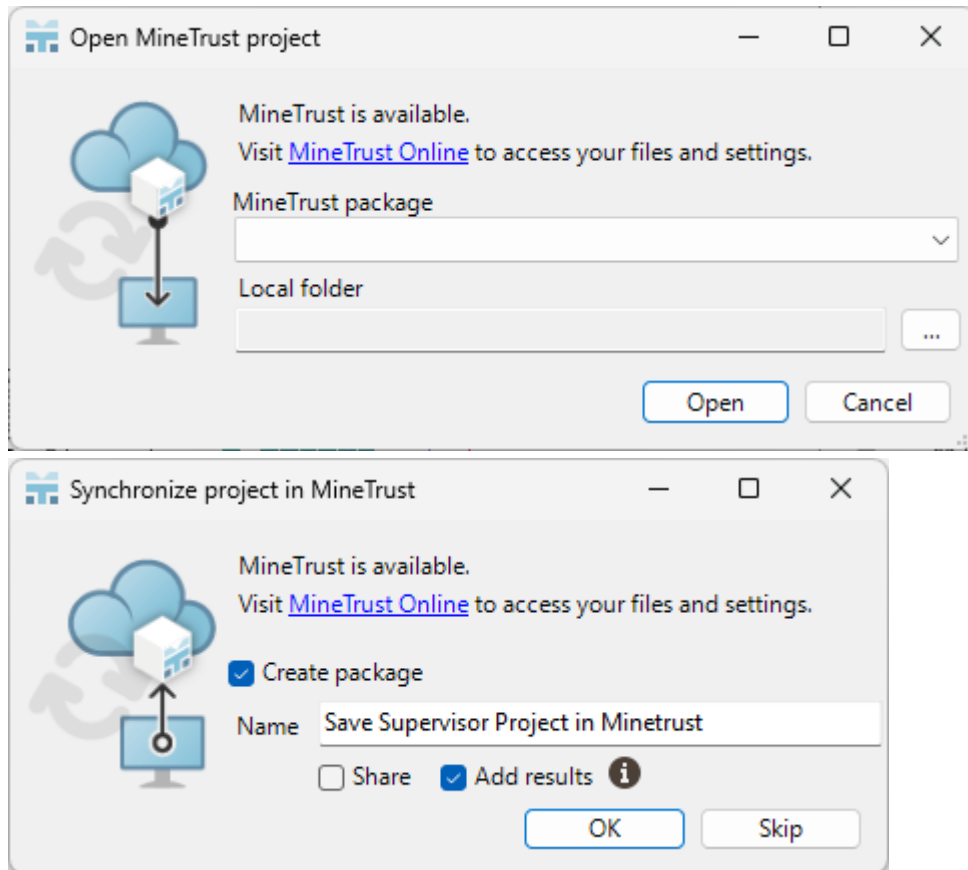 Open MineTrust project
MineTrust is available.
Visit MineTrust Online to access your files and settings.
MineTrust package
Local folder
...
Open Cancel
Synchronize project in MineTrust
MineTrust is available.
Visit MineTrust Online to access your files and settings.
Create package
Name Save Supervisor Project in Minetrust
Share Add results
OK Skip